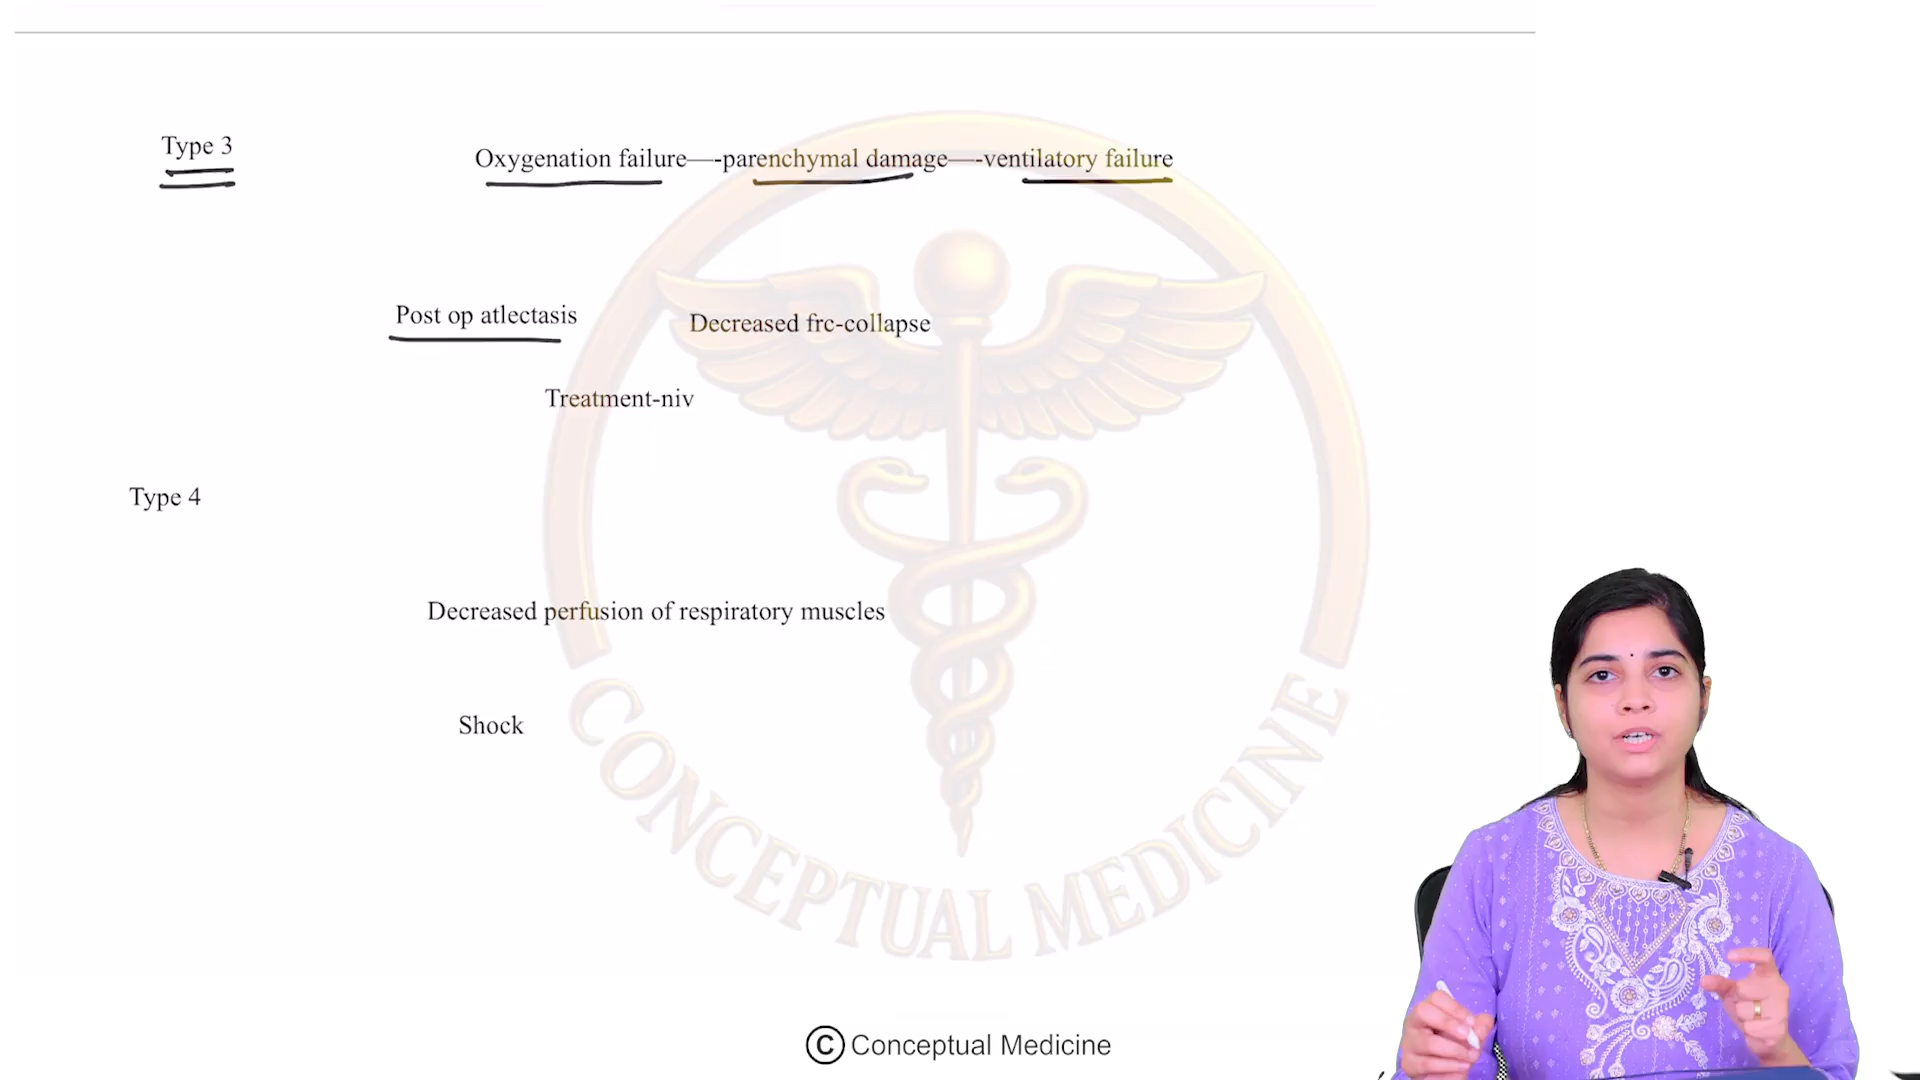 Type 3
Oxygenation failure—-parenchymal damage—-ventilatory failure
Post op atlectasis
Decreased frc-collapse
Treatment-niv
Type 4
Decreased perfusion of respiratory muscles
Shock
CONCEPTUAL MEDICINE
© Conceptual Medicine